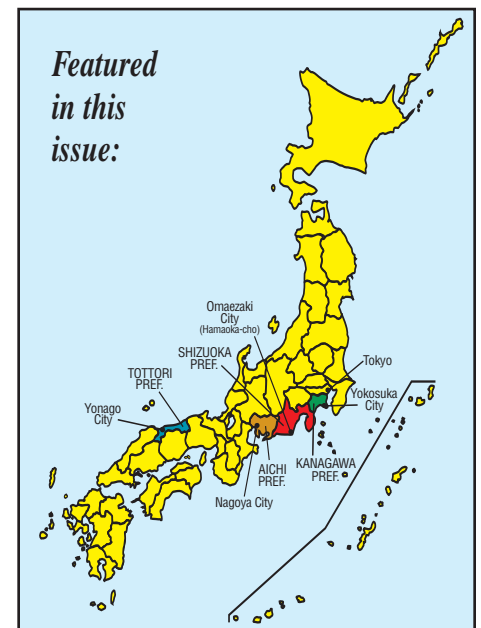 Featured
in this
issue:
Omaezaki
City
(Hamaoka-cho)
SHIZUOKA
PREF.
Tokyo
TOTTORI
PREF.
Yokosuka
City
Yonago
City
KANAGAWA
PREF.
AICHI
PREF.
Nagoya City